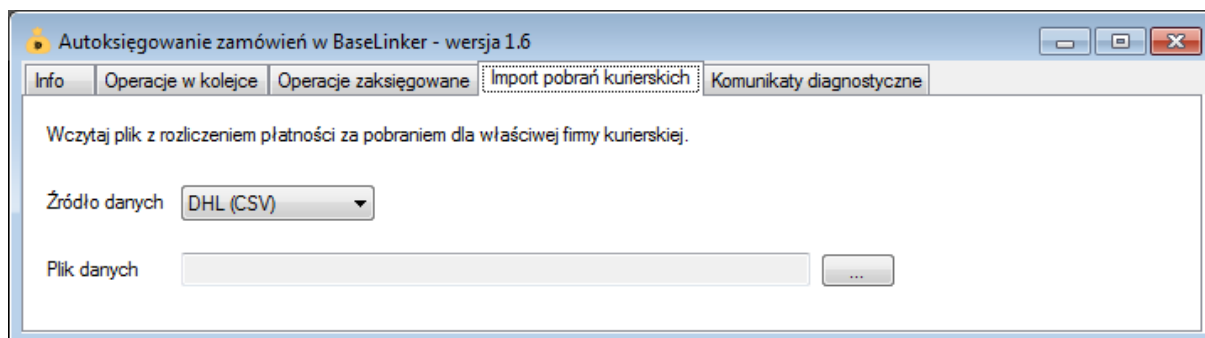 Autoksięgowanie zamówień w BaseLinker - wersja 1.6
Info Operacje w kolejce Operacje zaksięgowane Import pobrań kurierskich Komunikaty diagnostyczne
Wczytaj plik z rozliczeniem płatności za pobraniem dla właściwej firmy kurierskiej.
Źródło danych DHL (CSV)
Plik danych ...